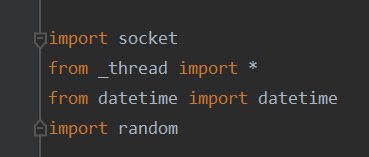 import socket
from _thread import *
from datetime import datetime
import random